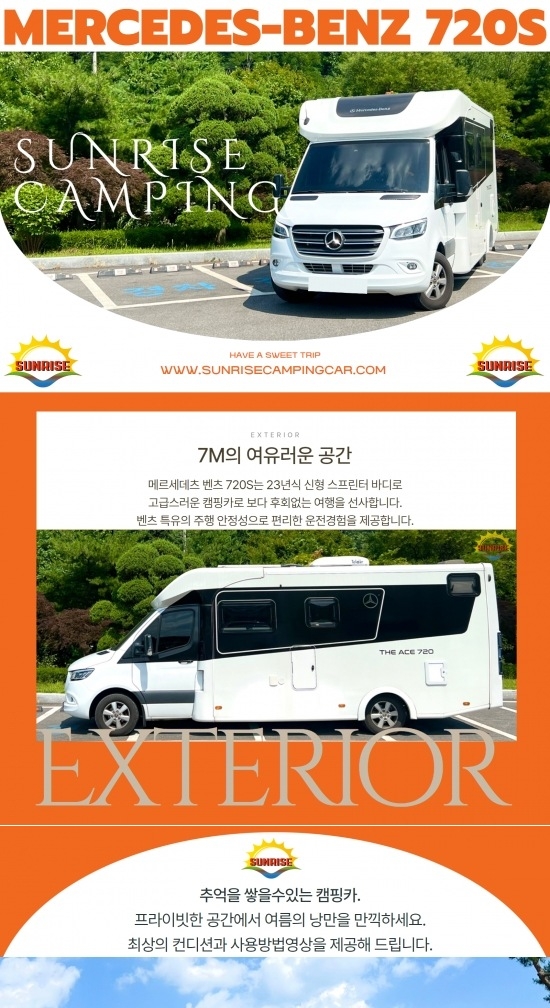 MERCEDES-BENZ 720S
Mercedes-Benz
SUNRISE
CAMPING
HAVE A SWEET TRIP
SUNRISE
WWW.SUNRISECAMPINGCAR.COM
SUNRISE
EXTERIOR
7M의 여유러운 공간
메르세데츠 벤츠 720S는 23년식 신형 스프린터 바디로
고급스러운 캠핑카로 보다 후회없는 여행을 선사합니다.
벤츠 특유의 주행 안정성으로 편리한 운전경험을 제공합니다.
SUNRISE
THE ACE 720
EXTERIOR
SUNRISE
추억을 쌓을수있는 캠핑카.
프라이빗한 공간에서 여름의 낭만을 만끽하세요.
최상의 컨디션과 사용방법영상을 제공해 드립니다.